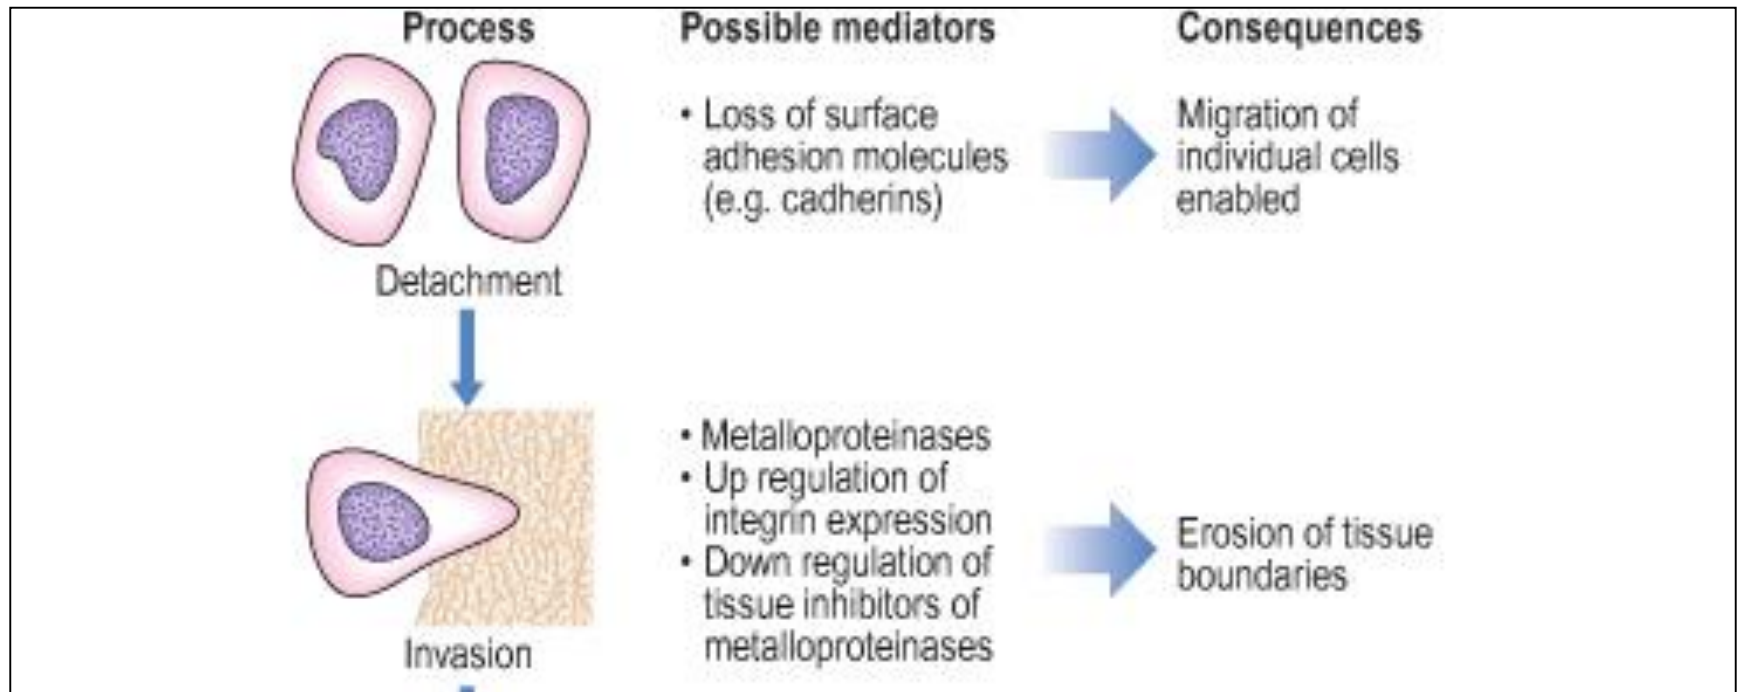 Process
Possible mediators
Consequences
• Loss of surface
adhesion molecules
(e.g. cadherins)
Migration of
individual cells
enabled
Detachment
• Metalloproteinases
• Up regulation of
integrin expression
• Down regulation of
tissue inhibitors of
metalloproteinases
Erosion of tissue
boundaries
Invasion